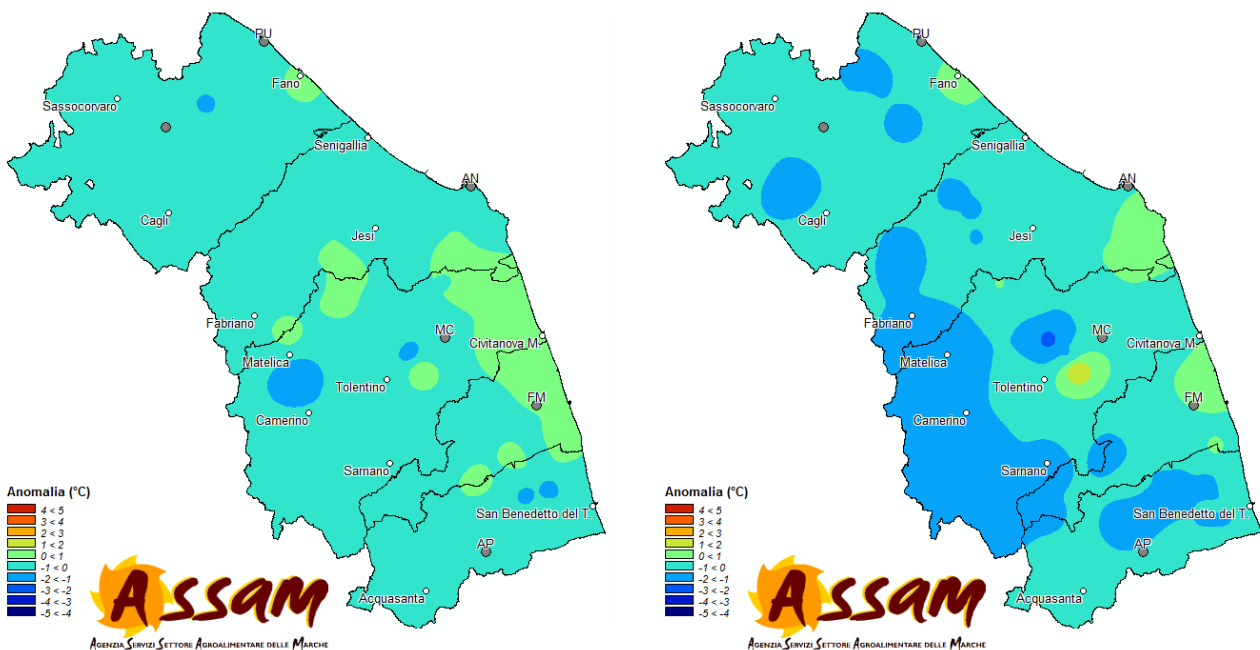 PU
Fano
Sassocorvaro
Senigallia
AN
Cagli
Jesi
Fabriano
MC
Civitanova M.
Matelica
Tolentino
FM
Camerino
Sarnano
San Benedetto del T.
AP
Acquasanta
Anomalia (°C)
4 < 5
3 < 4
2 < 3
1 < 2
0 < 1
-1 < 0
-2 < -1
-3 < -2
-4 < -3
-5 < -4
Assam
Agenzia Servizi Settore Agroalimentare delle Marche
PU
Fano
Sassocorvaro
Senigallia
AN
Cagli
Jesi
Fabriano
MC
Civitanova M.
Matelica
Tolentino
FM
Camerino
Sarnano
San Benedetto del T.
AP
Acquasanta
Anomalia (°C)
4 < 5
3 < 4
2 < 3
1 < 2
0 < 1
-1 < 0
-2 < -1
-3 < -2
-4 < -3
-5 < -4
Assam
Agenzia Servizi Settore Agroalimentare delle Marche